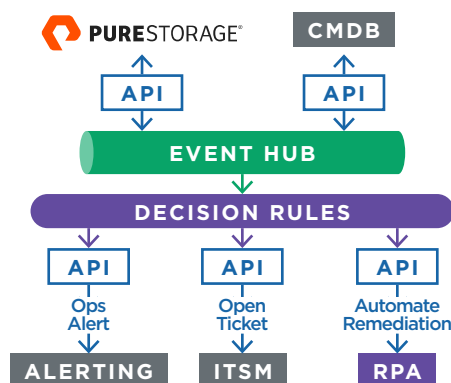 PURESTORAGE®
CMDB
API
API
EVENT HUB
DECISION RULES
API
API
API
Ops
Alert
Open
Ticket
Automate
Remediation
ALERTING
ITSM
RPA